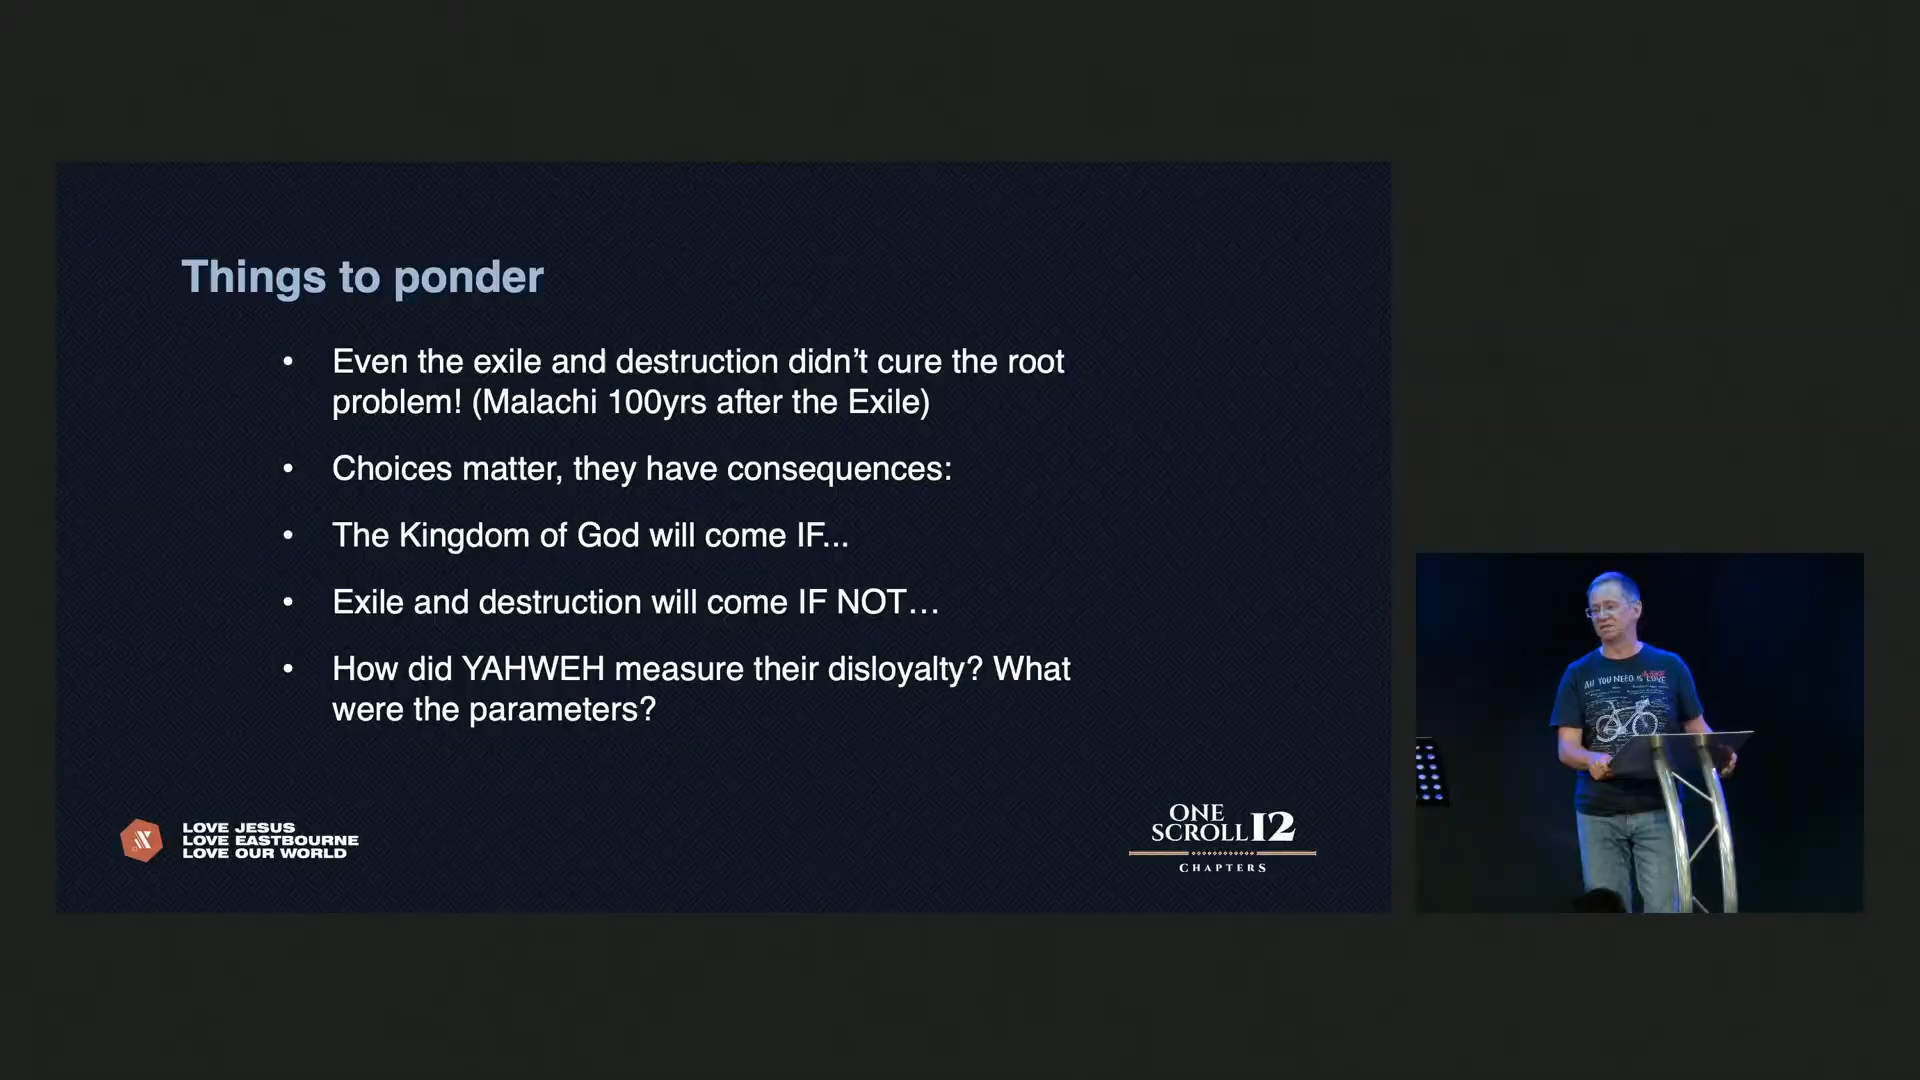 Things to ponder
• Even the exile and destruction didn’t cure the root
problem! (Malachi 100yrs after the Exile)
• Choices matter, they have consequences:
• The Kingdom of God will come IF...
• Exile and destruction will come IF NOT…
• How did YAHWEH measure their disloyalty? What
were the parameters?
LOVE JESUS
LOVE EASTBOURNE
LOVE OUR WORLD
ONE
SCROLL 12
CHAPTERS
ALL YOU NEED IS LOVE